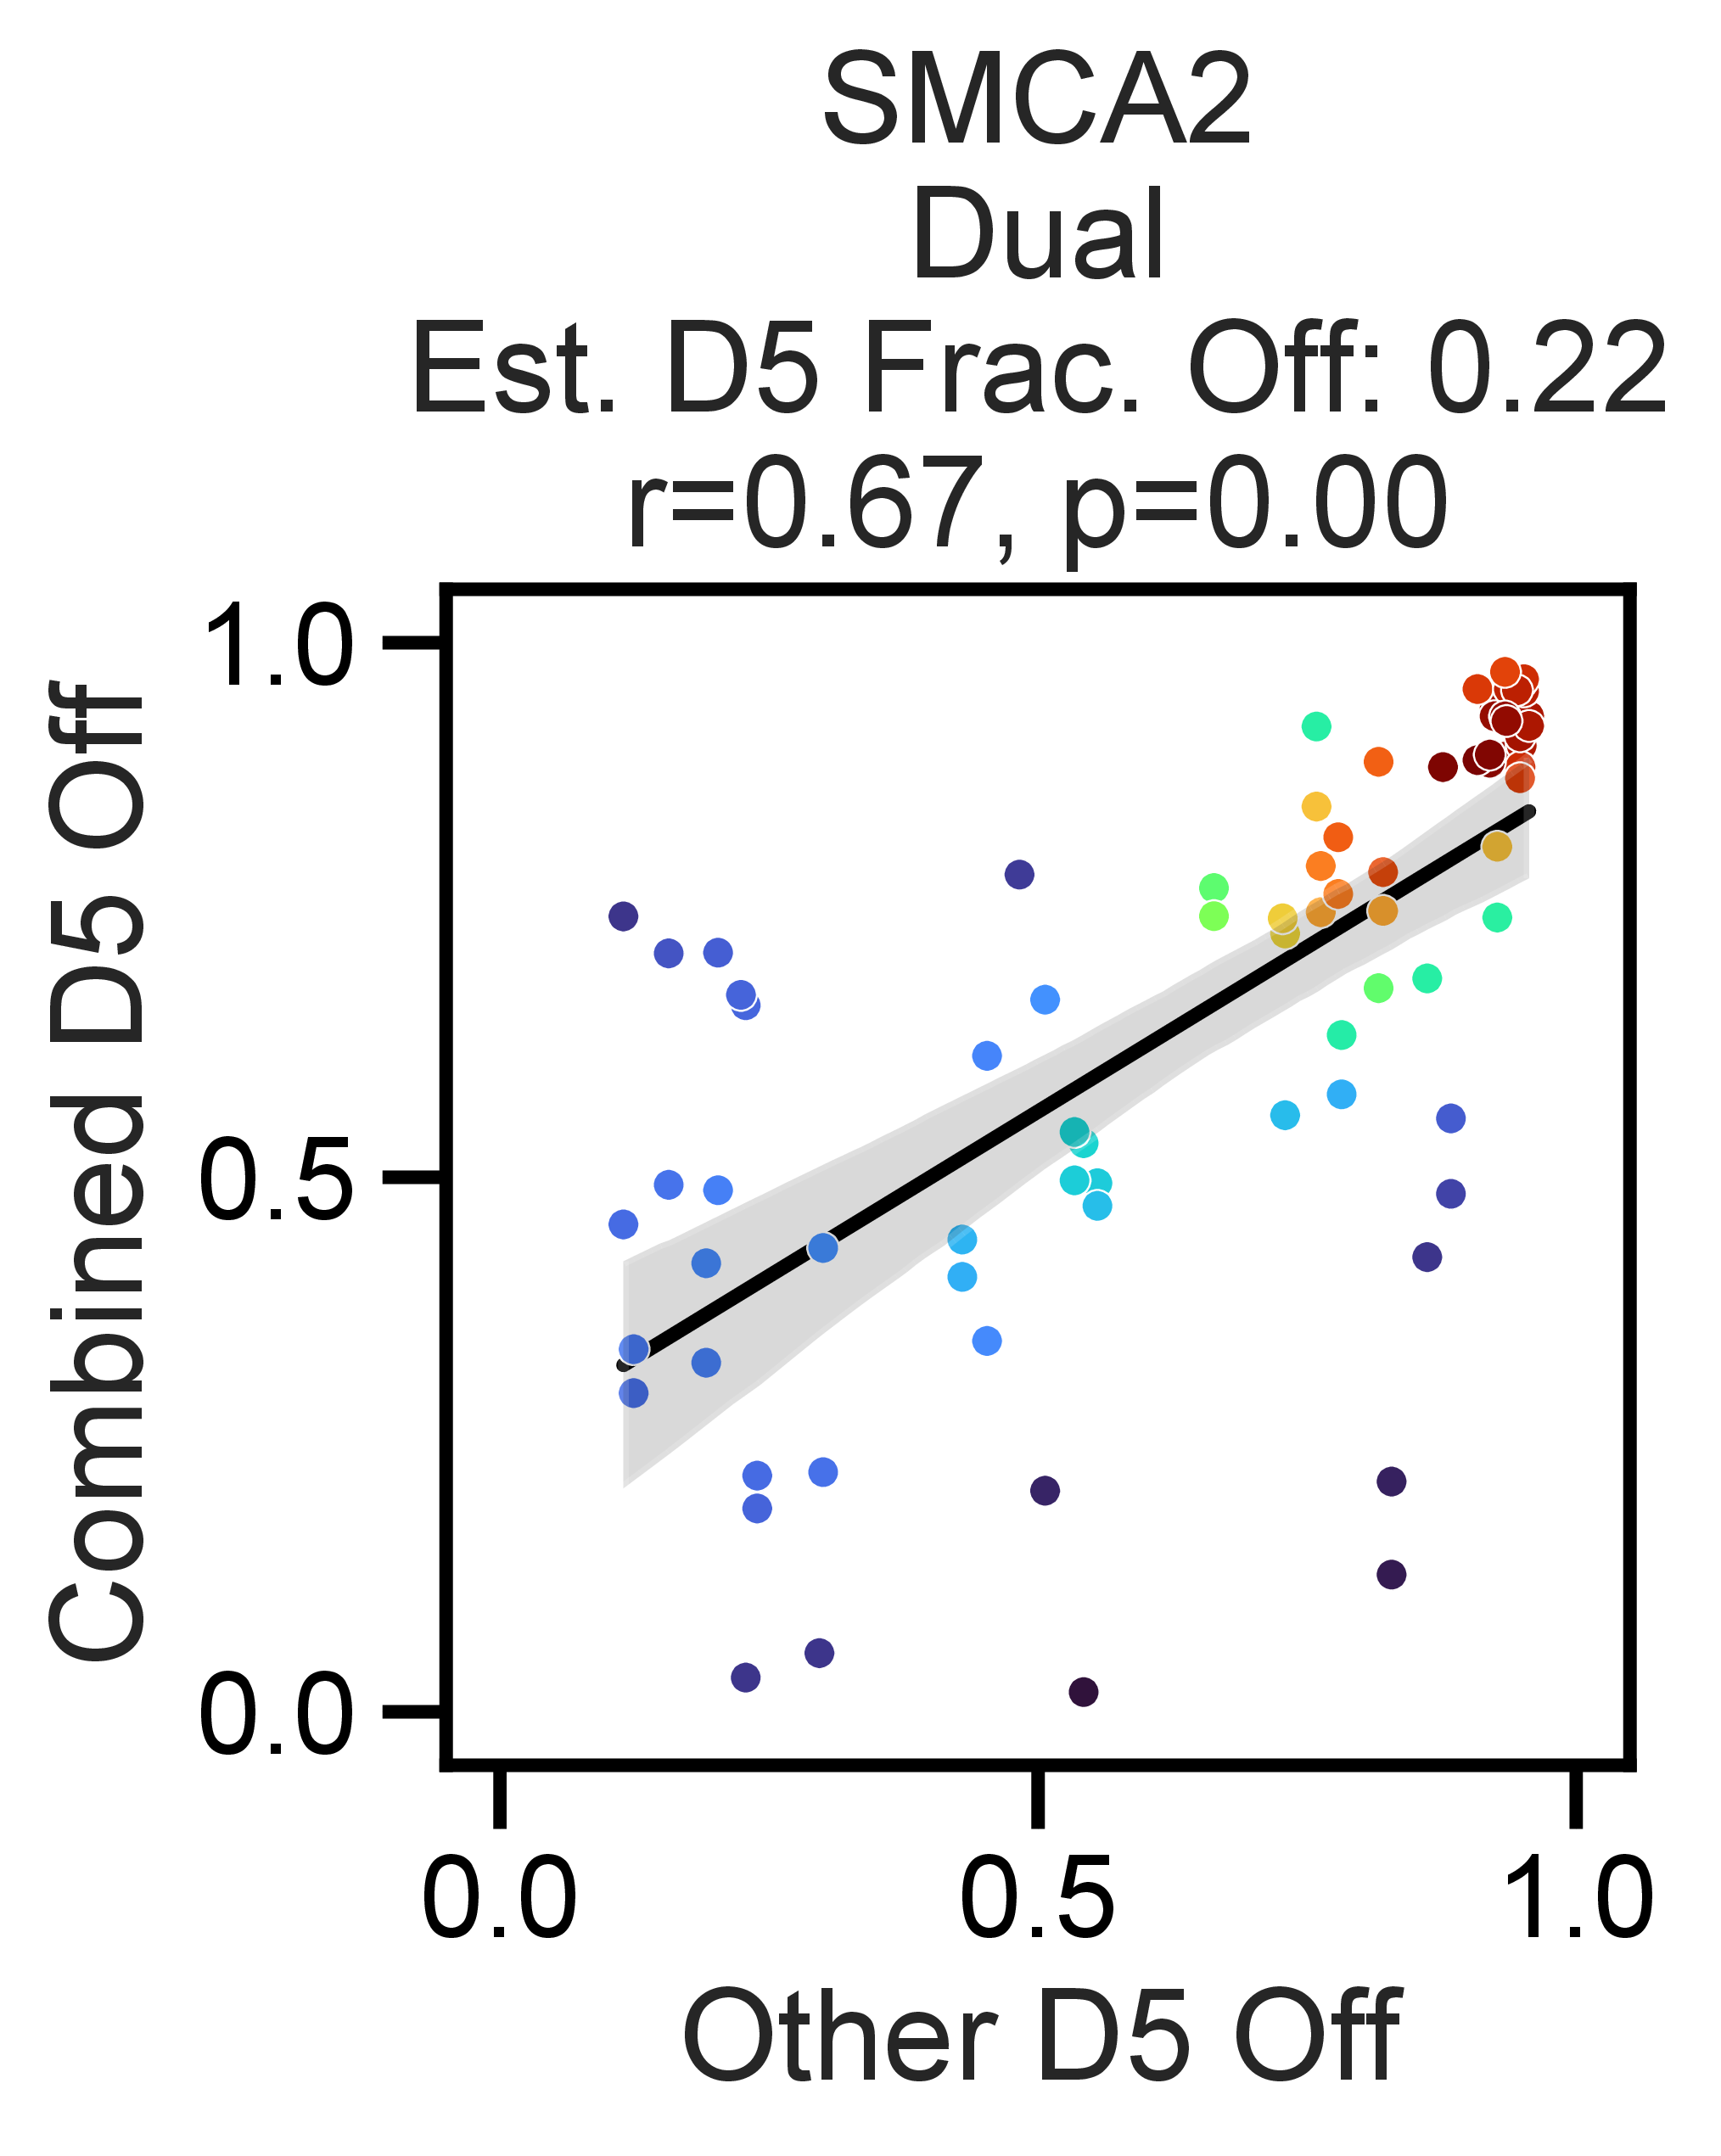 SMCA2
Dual
Est. D5 Frac. Off: 0.22
r=0.67, p=0.00
Combined D5 Off
1.0
0.5
0.0
0.0 0.5 1.0
Other D5 Off